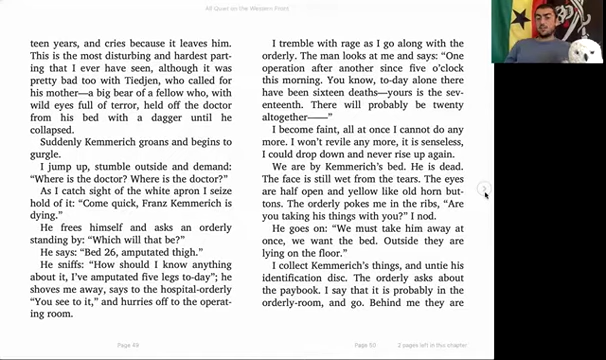 All Quiet on the Western Front
teen years, and cries because it leaves him.
This is the most disturbing and hardest part-
ing that I ever have seen, although it was
pretty bad too with Tiedjen, who called for
his mother—a big bear of a fellow who, with
wild eyes full of terror, held off the doctor
from his bed with a dagger until he
collapsed.
Suddenly Kemmerich groans and begins to
gurgle.
I jump up, stumble outside and demand:
"Where is the doctor? Where is the doctor?"
As I catch sight of the white apron I seize
hold of it: "Come quick, Franz Kemmerich is
dying."
He frees himself and asks an orderly
standing by: "Which will that be?"
He says: "Bed 26, amputated thigh."
He sniffs: "How should I know anything
about it, I've amputated five legs to-day"; he
shoves me away, says to the hospital-orderly
"You see to it," and hurries off to the operat-
ing room.
Page 49
I tremble with rage as I go along with the
orderly. The man looks at me and says: "One
operation after another since five o'clock
this morning. You know, to-day alone there
have been sixteen deaths—yours is the sev-
enteenth. There will probably be twenty
altogether——"
I become faint, all at once I cannot do any
more. I won't revile any more, it is senseless,
I could drop down and never rise up again.
We are by Kemmerich's bed. He is dead.
The face is still wet from the tears. The eyes
are half open and yellow like old horn but-
tons. The orderly pokes me in the ribs, "Are
you taking his things with you?" I nod.
He goes on: "We must take him away at
once, we want the bed. Outside they are
lying on the floor."
I collect Kemmerich's things, and untie his
identification disc. The orderly asks about
the paybook. I say that it is probably in the
orderly-room, and go. Behind me they are
Page 50
2 pages left in this chapter